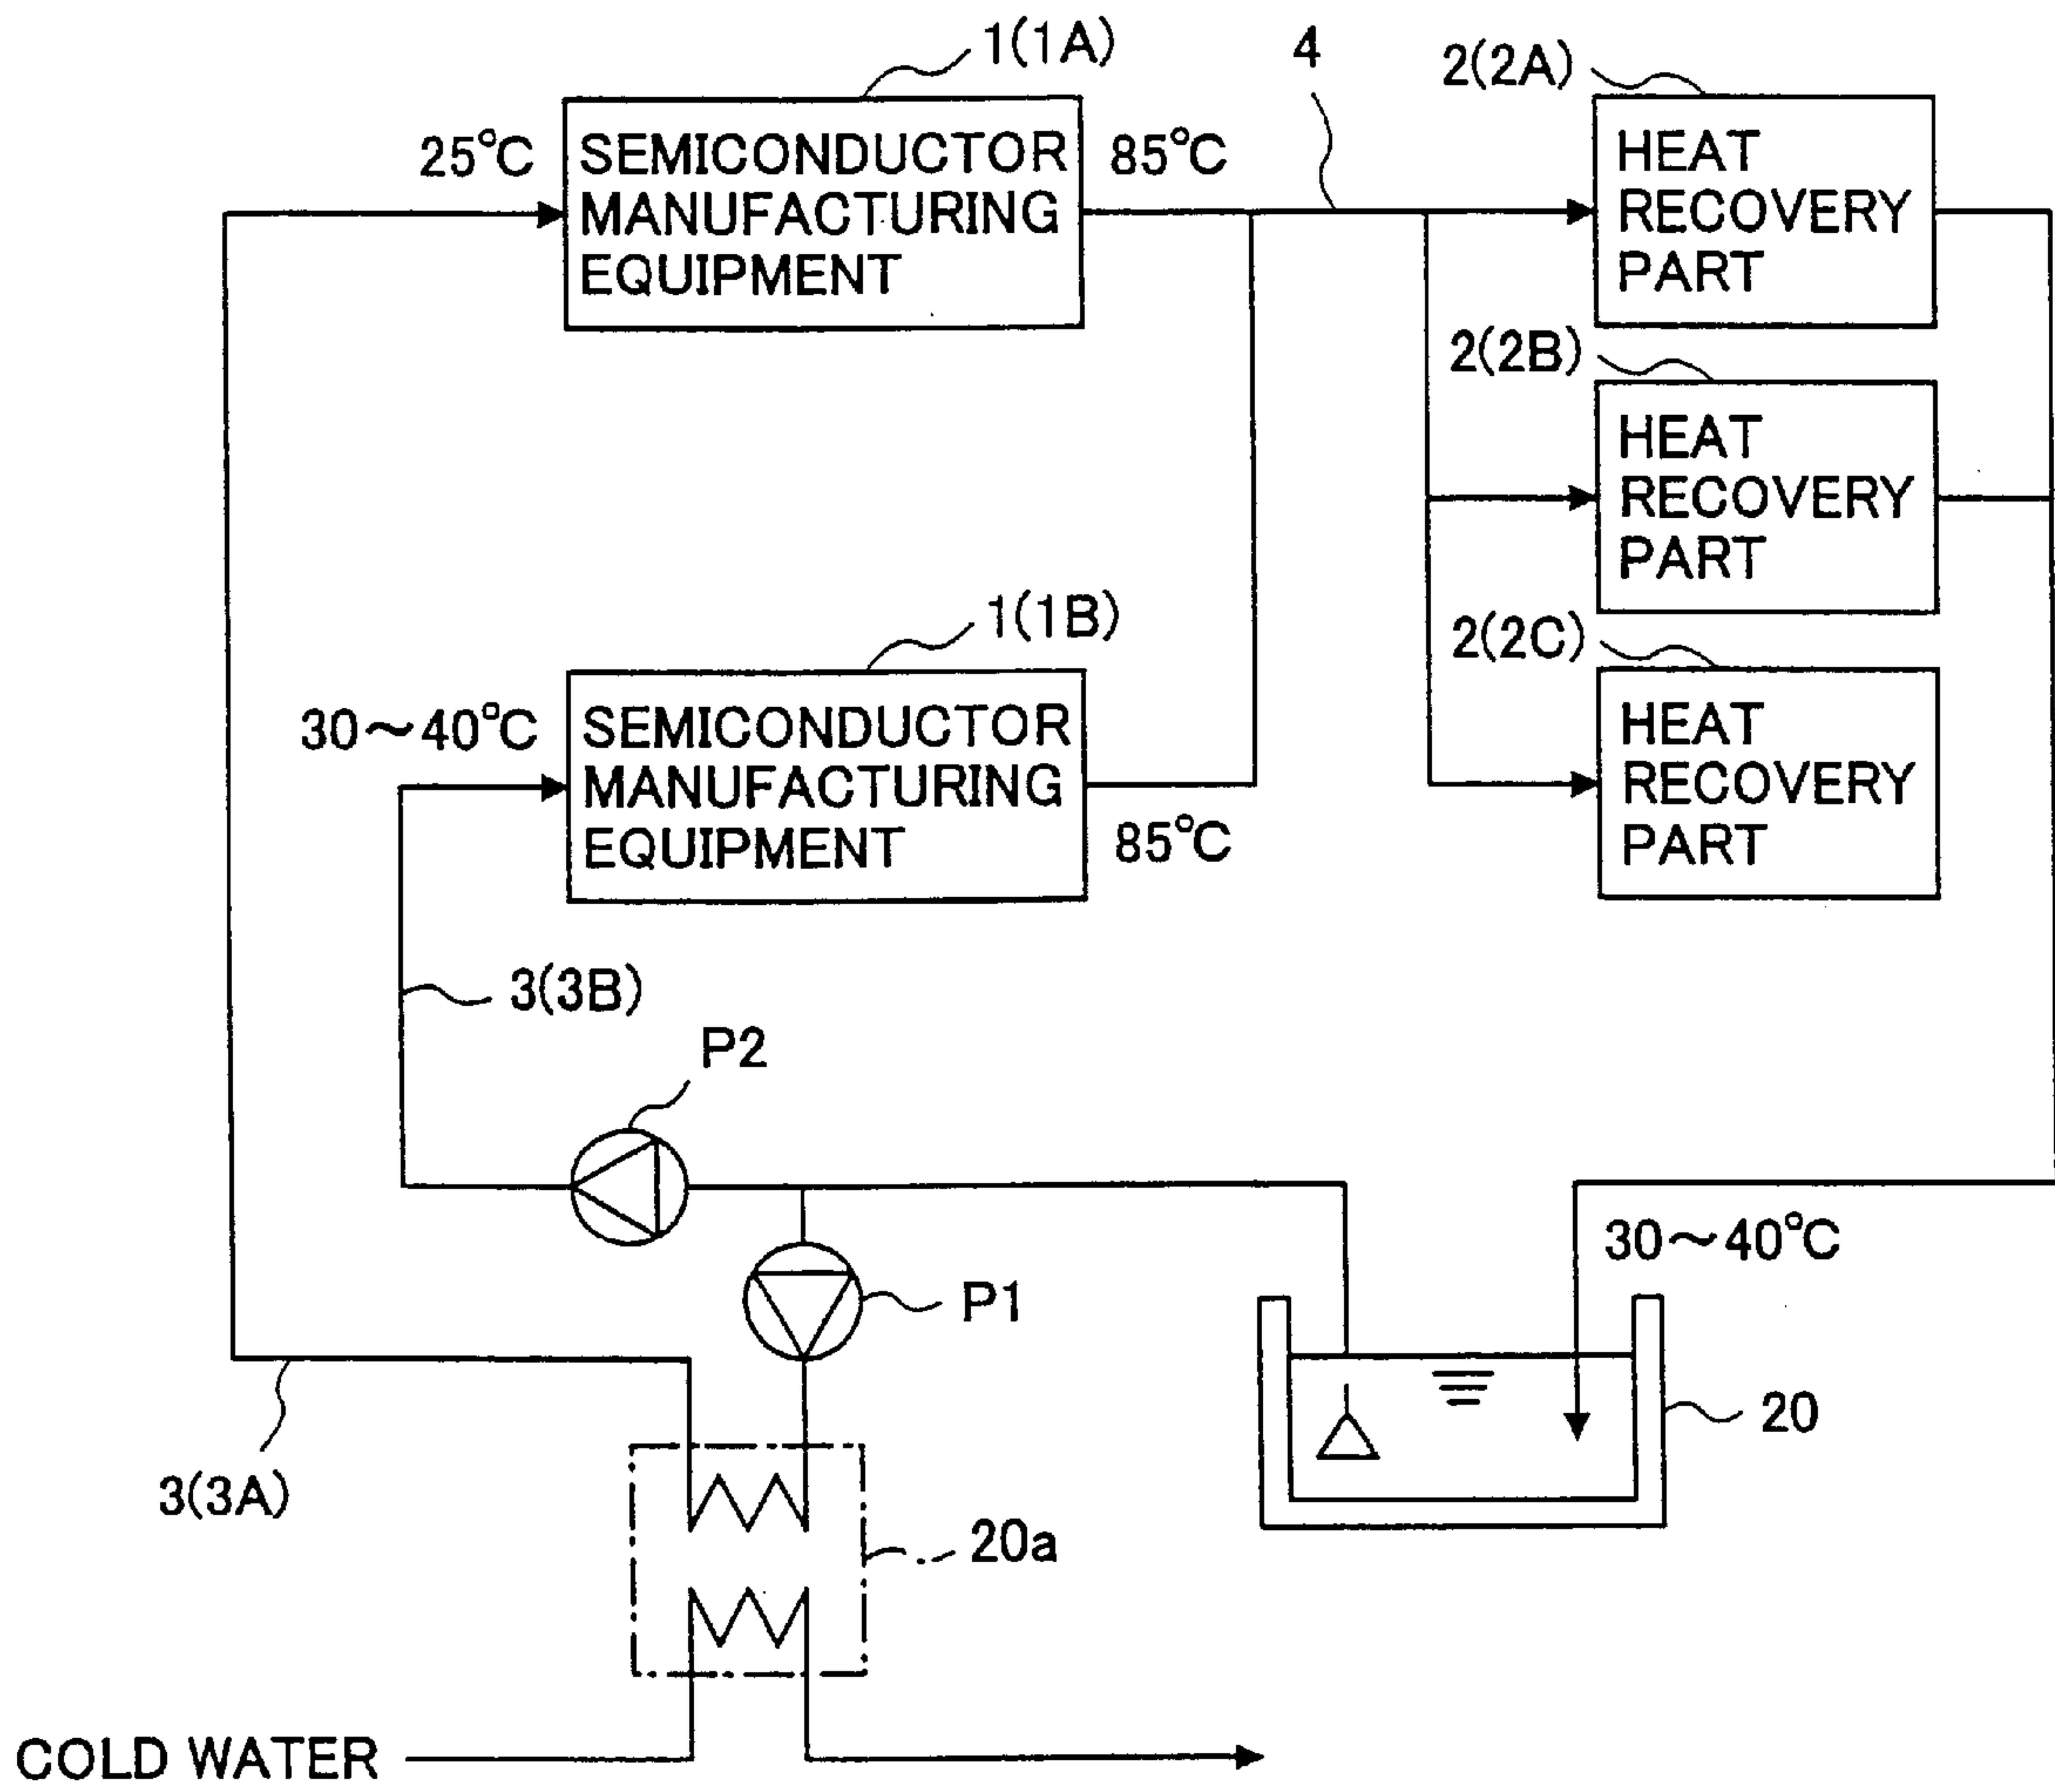 1(1A)
4
2(2A)
25°C
SEMICONDUCTOR
MANUFACTURING
EQUIPMENT
85°C
HEAT
RECOVERY
PART
2(2B)
HEAT
RECOVERY
PART
1(1B)
2(2C)
30～40°C
SEMICONDUCTOR
MANUFACTURING
EQUIPMENT
85°C
HEAT
RECOVERY
PART
3(3B)
P2
30～40°C
P1
20
3(3A)
20a
COLD WATER